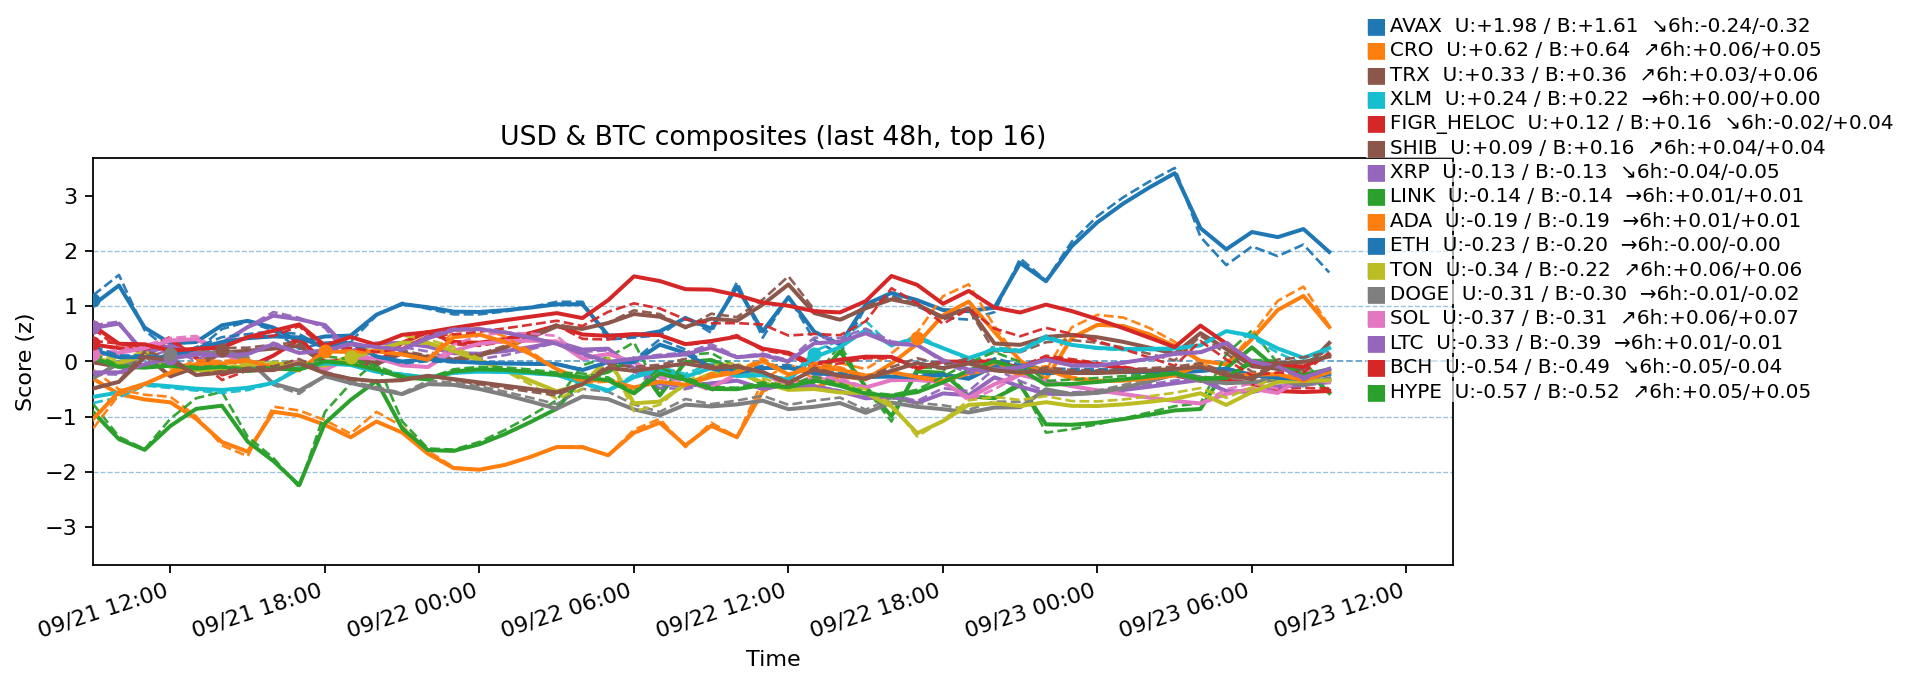 AVAX U:+1.98 / B:+1.61 ↘6h:-0.24/-0.32
CRO U:+0.62 / B:+0.64 ↗6h:+0.06/+0.05
TRX U:+0.33 / B:+0.36 ↗6h:+0.03/+0.06
XLM U:+0.24 / B:+0.22 →6h:+0.00/+0.00
FIGR_HELOC U:+0.12 / B:+0.16 ↘6h:-0.02/+0.04
SHIB U:+0.09 / B:+0.16 ↗6h:+0.04/+0.04
XRP U:-0.13 / B:-0.13 ↘6h:-0.04/-0.05
LINK U:-0.14 / B:-0.14 →6h:+0.01/+0.01
ADA U:-0.19 / B:-0.19 →6h:+0.01/+0.01
ETH U:-0.23 / B:-0.20 →6h:-0.00/-0.00
TON U:-0.34 / B:-0.22 ↗6h:+0.06/+0.06
DOGE U:-0.31 / B:-0.30 →6h:-0.01/-0.02
SOL U:-0.37 / B:-0.31 ↗6h:+0.06/+0.07
LTC U:-0.33 / B:-0.39 →6h:+0.01/-0.01
BCH U:-0.54 / B:-0.49 ↘6h:-0.05/-0.04
HYPE U:-0.57 / B:-0.52 ↗6h:+0.05/+0.05
USD & BTC composites (last 48h, top 16)
Score (z)
3
2
1
0
−1
−2
−3
09/21 12:00
09/21 18:00
09/22 00:00
09/22 06:00
09/22 12:00
09/22 18:00
09/23 00:00
09/23 06:00
09/23 12:00
Time